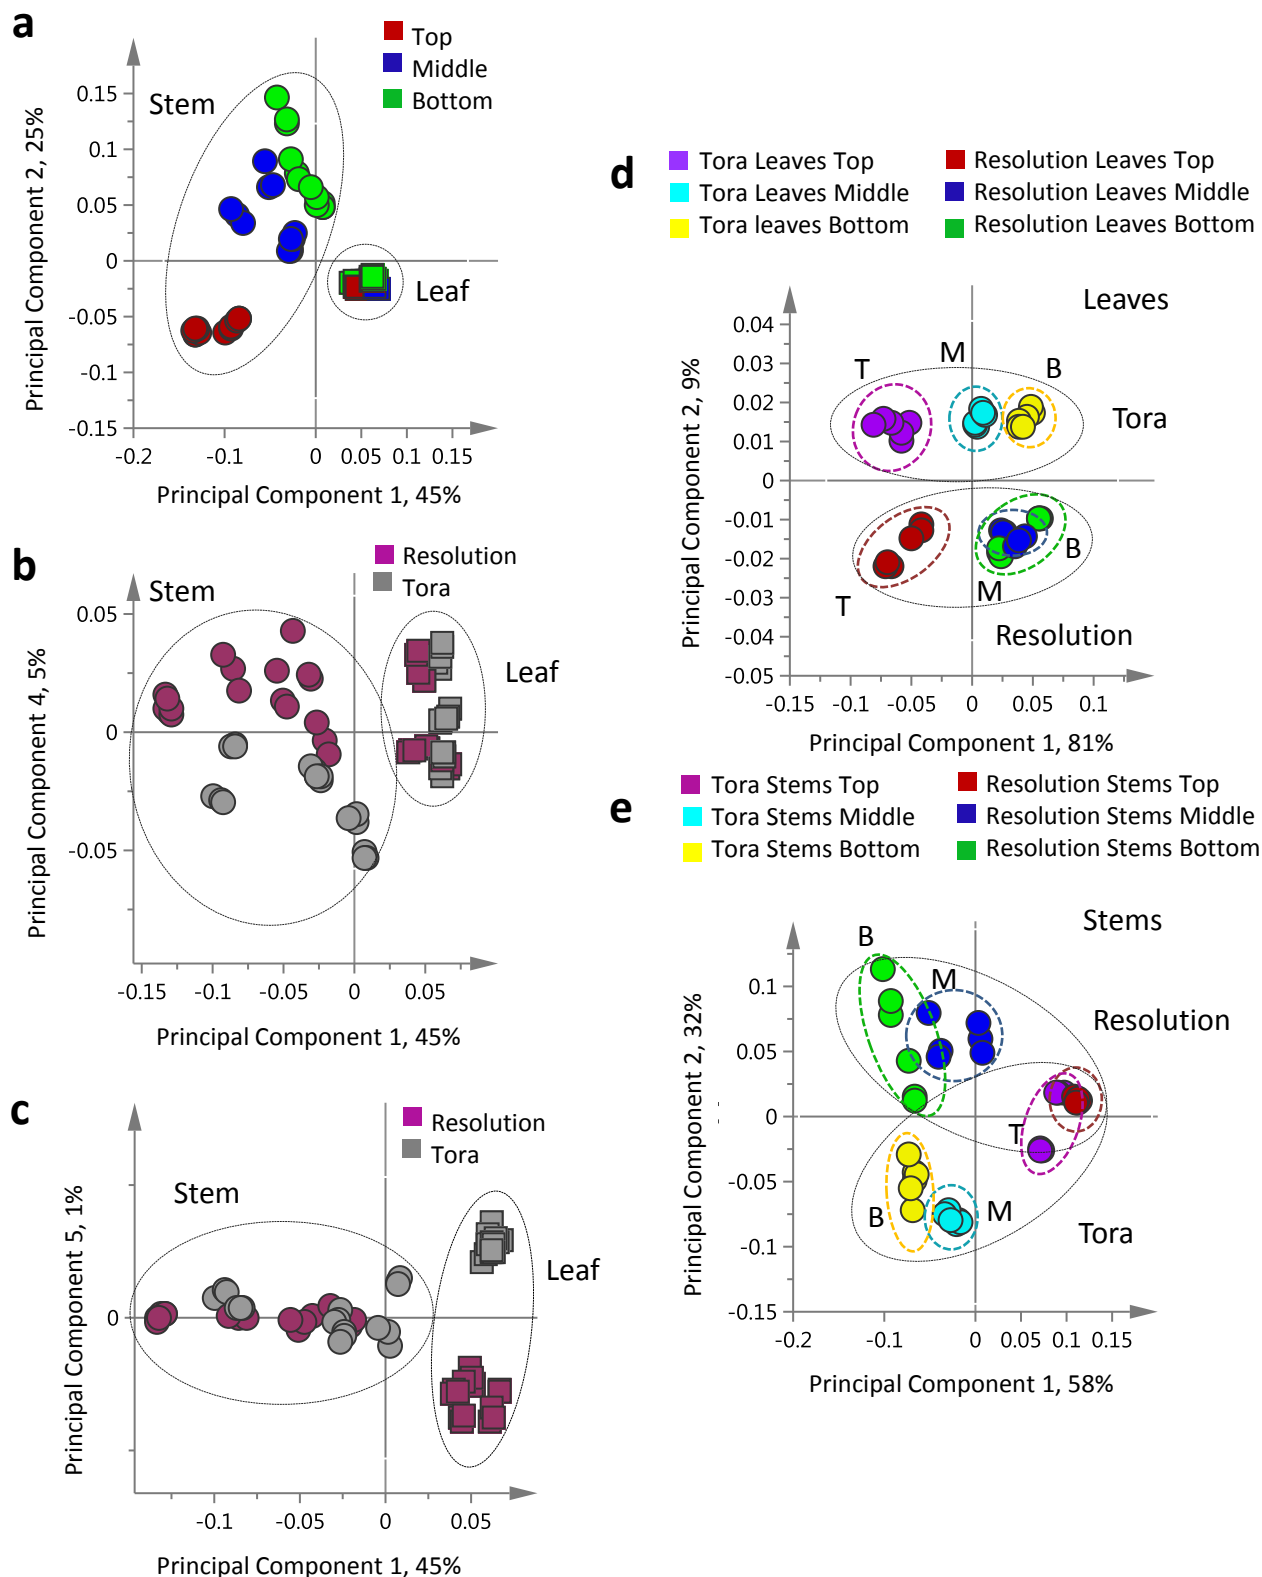 a
Top
Middle
Bottom
Stem
Leaf
Principal Component 2, 25%
0.15
0.1
0.05
0
-0.05
-0.1
-0.15
-0.2
-0.1
0
0.05
0.1
0.15
Principal Component 1, 45%
b
Resolution
Tora
Stem
Leaf
Principal Component 4, 5%
0.05
0
-0.05
-0.15
-0.1
-0.05
0
0.05
Principal Component 1, 45%
c
Resolution
Tora
Stem
Leaf
Principal Component 5, 1%
0
-0.1
-0.05
0
0.05
Principal Component 1, 45%
d
Tora Leaves Top
Tora Leaves Middle
Tora leaves Bottom
Resolution Leaves Top
Resolution Leaves Middle
Resolution Leaves Bottom
Leaves
T
M
B
Tora
B
M
T
Resolution
Principal Component 2, 9%
0.04
0.03
0.02
0.01
0
-0.01
-0.02
-0.03
-0.04
-0.05
-0.15
-0.1
-0.05
0
0.05
0.1
Principal Component 1, 81%
e
Tora Stems Top
Tora Stems Middle
Tora Stems Bottom
Resolution Stems Top
Resolution Stems Middle
Resolution Stems Bottom
Stems
B
M
Resolution
T
B
M
Tora
Principal Component 2, 32%
0.1
0.05
0
-0.05
-0.1
-0.15
-0.2
-0.1
0
0.05
0.1
0.15
Principal Component 1, 58%